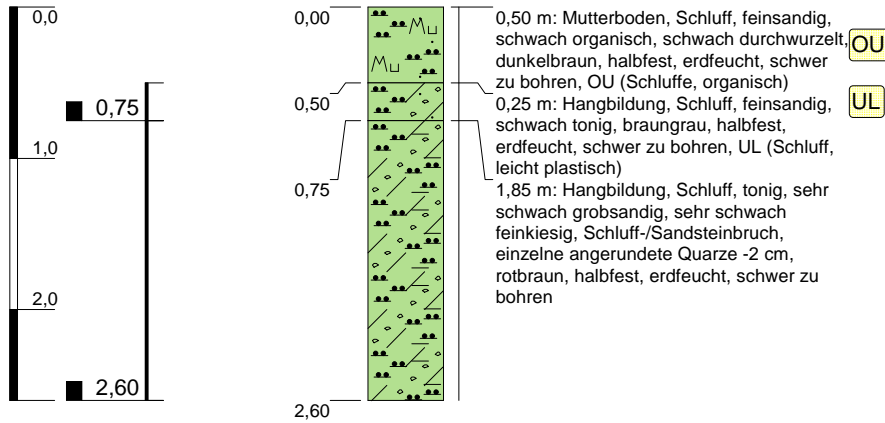 0,0
0,75
1,0
2,0
2,60
0,00
0,50
0,75
2,60
Mu
Mu
0,50 m: Mutterboden, Schluff, feinsandig,
schwach organisch, schwach durchwurzelt,
dunkelbraun, halbfest, erdfeucht, schwer
zu bohren, OU (Schluffe, organisch)
0,25 m: Hangbildung, Schluff, feinsandig,
schwach tonig, braungrau, halbfest,
erdfeucht, schwer zu bohren, UL (Schluff,
leicht plastisch)
1,85 m: Hangbildung, Schluff, tonig, sehr
schwach grobsandig, sehr schwach
feinkiesig, Schluff-/Sandsteinbruch,
einzelne angerundete Quarze -2 cm,
rotbraun, halbfest, erdfeucht, schwer zu
bohren
OU
UL